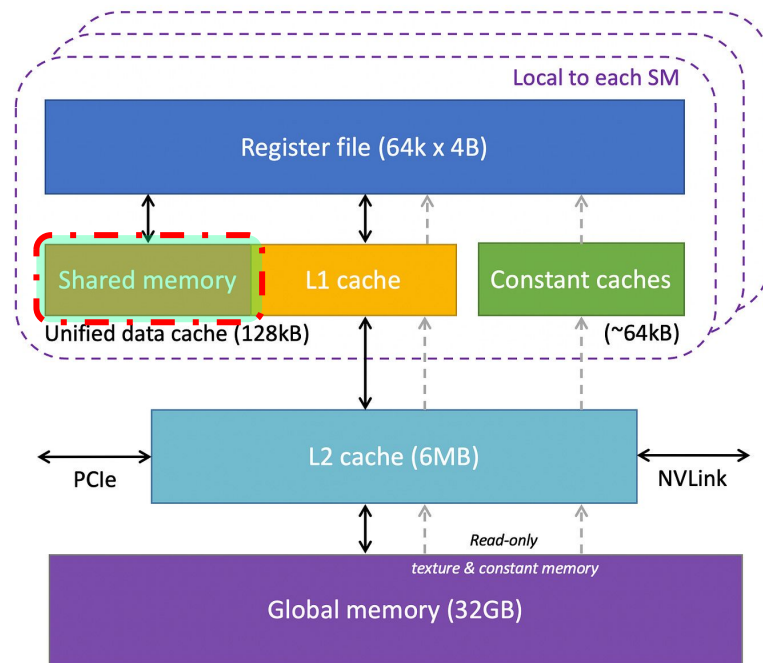 Local to each SM
Register file (64k x 4B)
Shared memory
L1 cache
Constant caches
Unified data cache (128kB)
(~64kB)
L2 cache (6MB)
PCIe
NVLink
Read-only
texture & constant memory
Global memory (32GB)